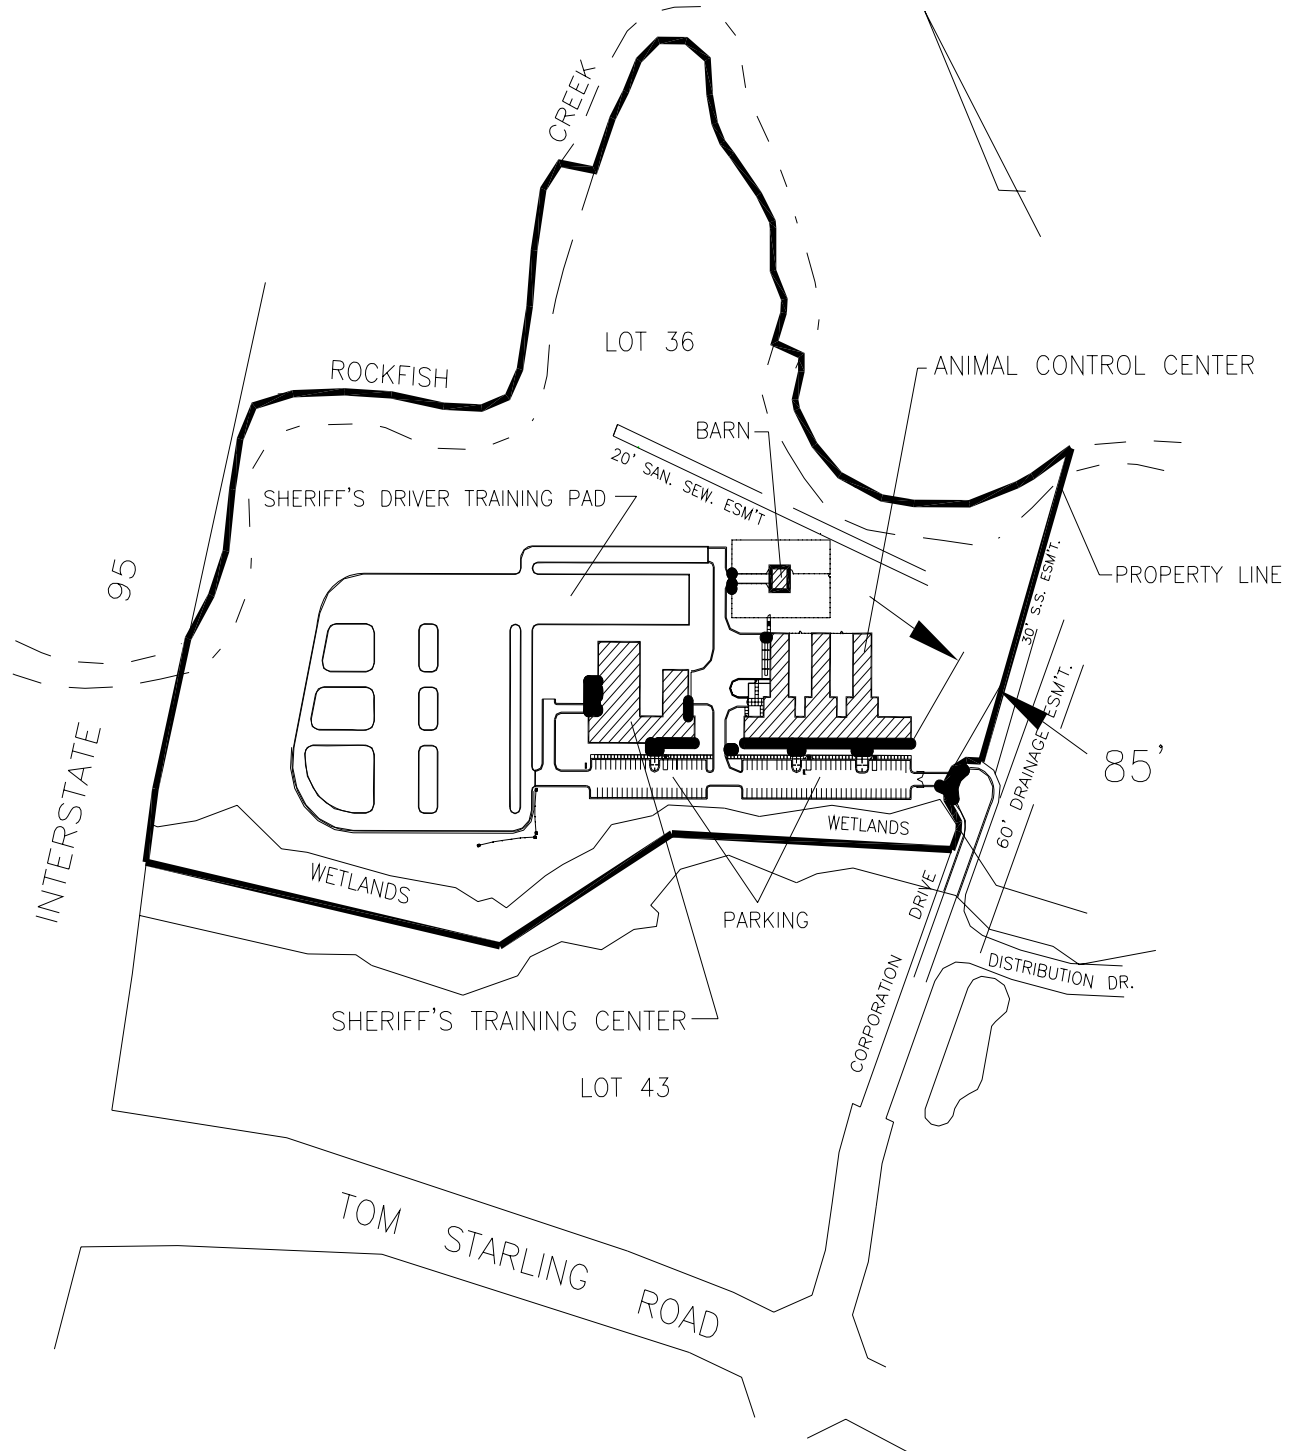 CREEK
LOT 36
ROCKFISH
ANIMAL CONTROL CENTER
BARN
20' SAN. SEW. ESM'T
SHERIFF'S DRIVER TRAINING PAD
PROPERTY LINE
30' S.S. ESM'T.
95
INTERSTATE
60' DRAINAGE ESM'T.
85'
WETLANDS
WETLANDS
PARKING
CORPORATION DRIVE
DISTRIBUTION DR.
SHERIFF'S TRAINING CENTER
LOT 43
TOM STARLING ROAD